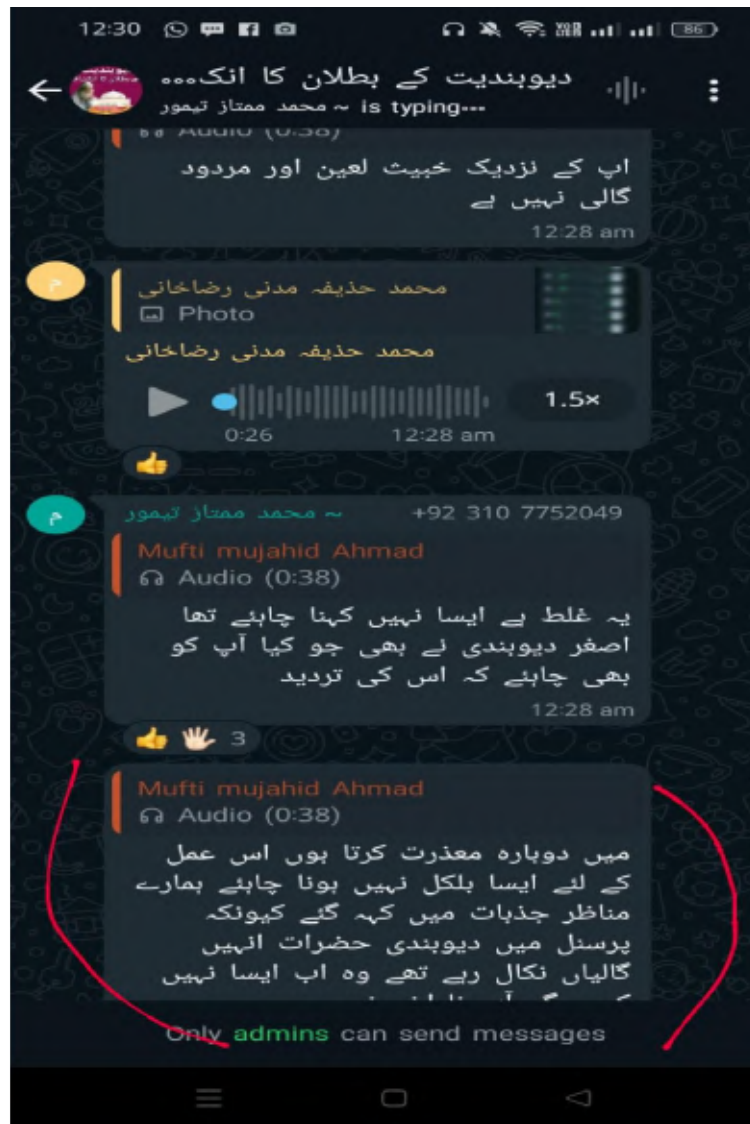 12:30
86
دیوبندیت کے بطلان کا انک...
~ محمد ممتاز تیمور is typing...
Audio (0:38)
اپ کے نزدیک خبیث لعین اور مردود
گالی نہیں ہے
12:28 am
محمد حذیفہ مدنی رضاخانی
Photo
محمد حذیفہ مدنی رضاخانی
1.5×
0:26 12:28 am
~ محمد ممتاز تیمور +92 310 7752049
Mufti mujahid Ahmad
Audio (0:38)
یہ غلط ہے ایسا نہیں کہنا چاہئے تھا
اصغر دیوبندی نے بھی جو کیا آپ کو
بھی چاہئے کہ اس کی تردید
12:28 am
3
Mufti mujahid Ahmad
Audio (0:38)
میں دوبارہ معذرت کرتا ہوں اس عمل
کے لئے ایسا بلکل نہیں ہونا چاہئے ہمارے
مناظر جذبات میں کہہ گئے کیونکہ
پرسنل میں دیوبندی حضرات انہیں
گالیاں نکال رہے تھے وہ اب ایسا نہیں
Only admins can send messages